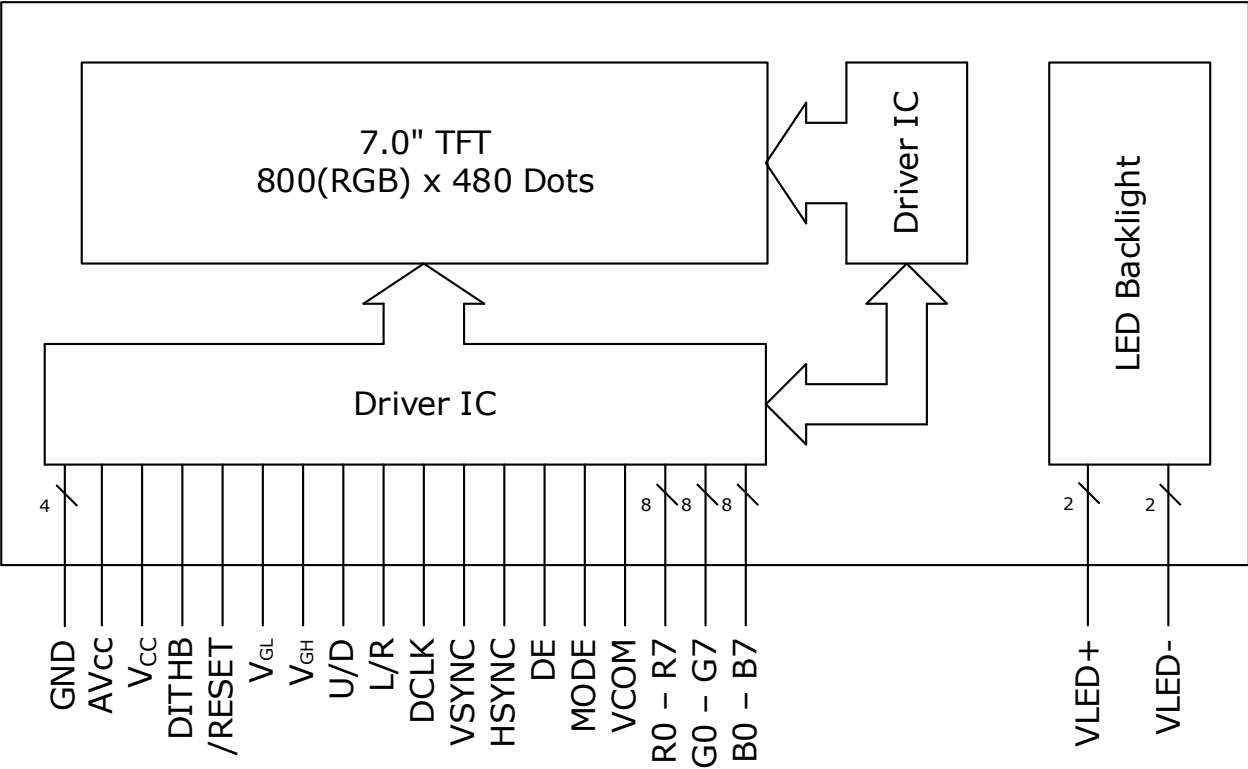 7.0" TFT
800(RGB) x 480 Dots
Driver IC
LED Backlight
Driver IC
4
8
8
8
2
2
GND
AVcc
VCC
DITHB
/RESET
VGL
VGH
U/D
L/R
DCLK
VSYNC
HSYNC
DE
MODE
VCOM
R0 – R7
G0 – G7
B0 – B7
VLED+
VLED-